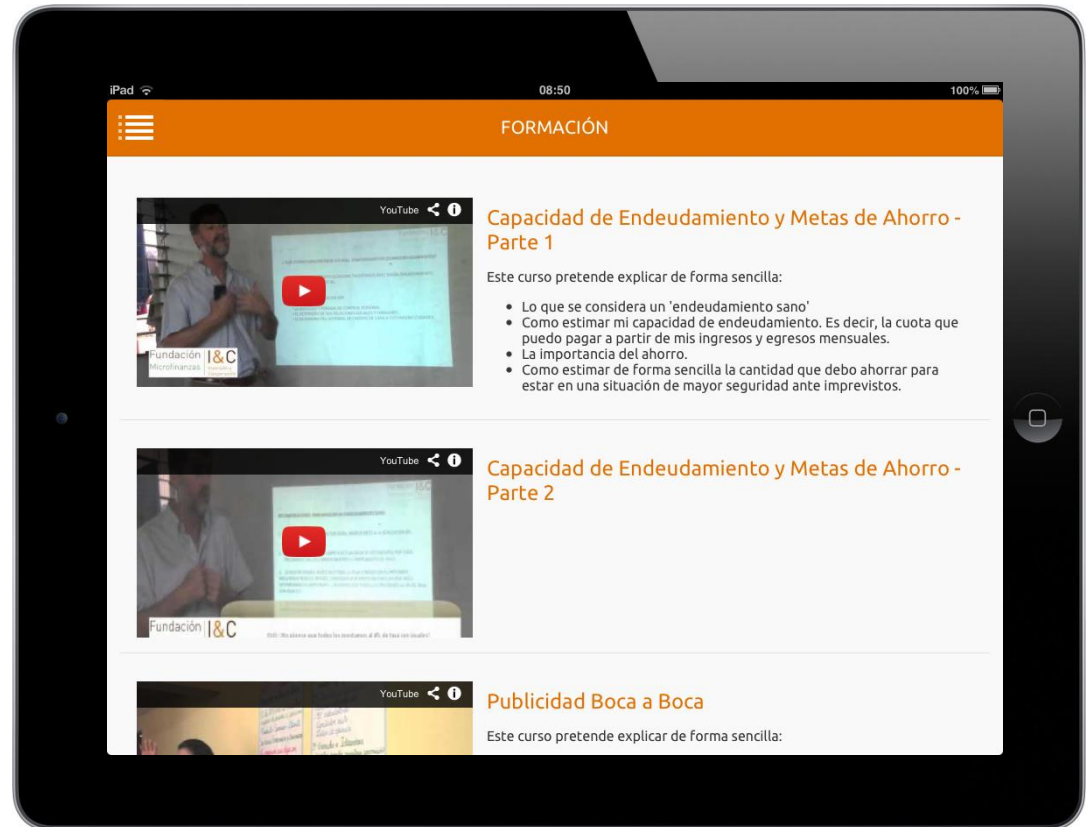 iPad 08:50 100%
FORMACIÓN
YouTube
Capacidad de Endeudamiento y Metas de Ahorro -
Parte 1
Este curso pretende explicar de forma sencilla:
Lo que se considera un 'endeudamiento sano'
Como estimar mi capacidad de endeudamiento. Es decir, la cuota que
puedo pagar a partir de mis ingresos y egresos mensuales.
La importancia del ahorro.
Como estimar de forma sencilla la cantidad que debo ahorrar para
estar en una situación de mayor seguridad ante imprevistos.
Fundación I&C
Microfinanzas
YouTube
Capacidad de Endeudamiento y Metas de Ahorro -
Parte 2
Fundación I&C
YouTube
Publicidad Boca a Boca
Este curso pretende explicar de forma sencilla: